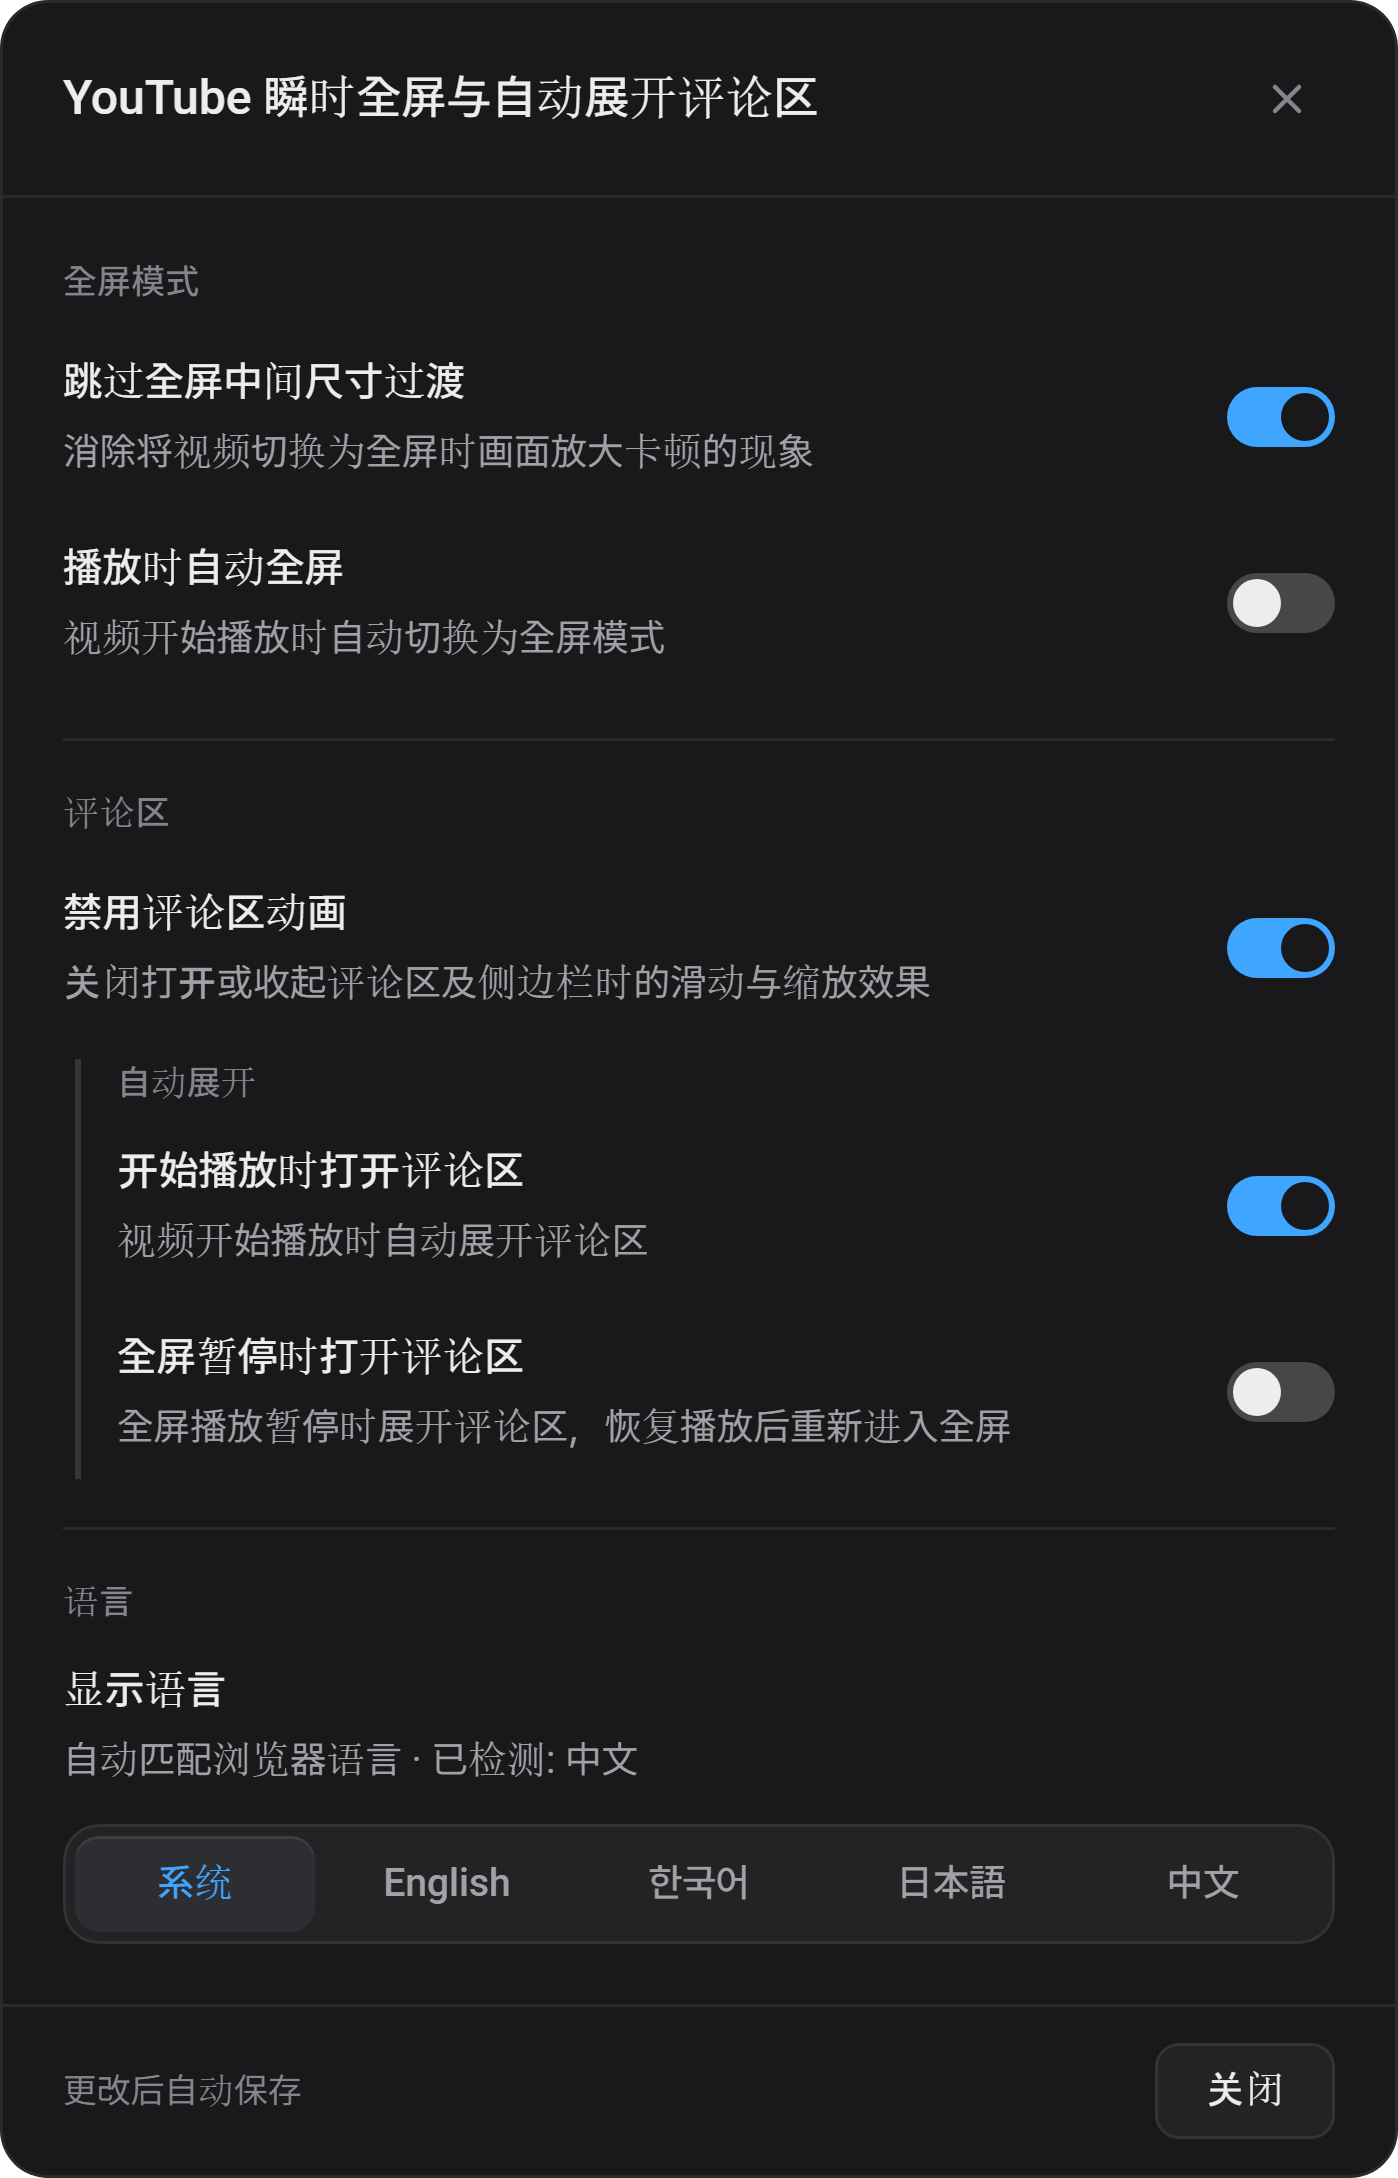 YouTube 瞬时全屏与自动展开评论区
全屏模式
跳过全屏中间尺寸过渡
消除将视频切换为全屏时画面放大卡顿的现象
播放时自动全屏
视频开始播放时自动切换为全屏模式
评论区
禁用评论区动画
关闭打开或收起评论区及侧边栏时的滑动与缩放效果
自动展开
开始播放时打开评论区
视频开始播放时自动展开评论区
全屏暂停时打开评论区
全屏播放暂停时展开评论区，恢复播放后重新进入全屏
语言
显示语言
自动匹配浏览器语言 · 已检测: 中文
系统 English 한국어 日本語 中文
更改后自动保存
关闭